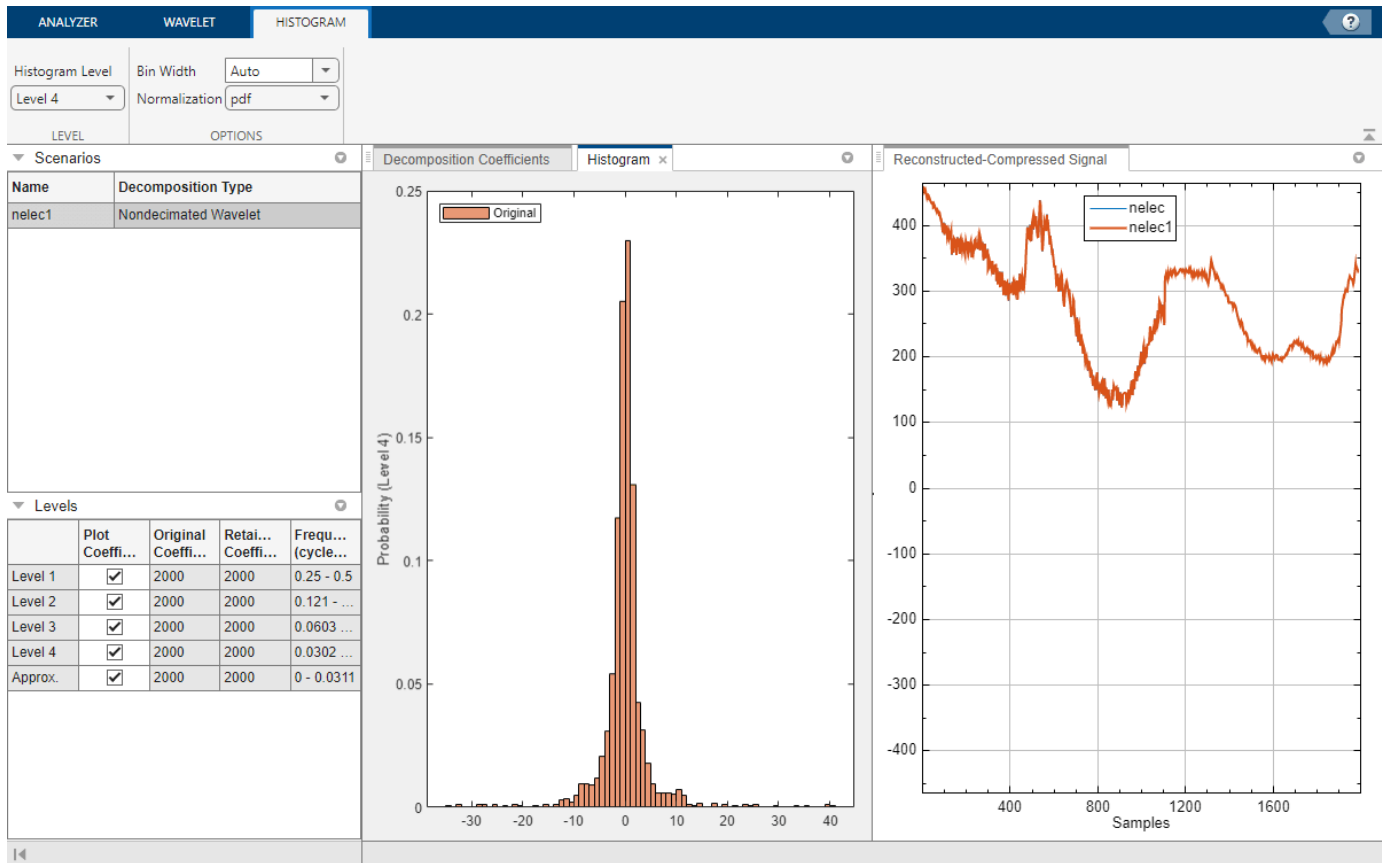 ANALYZER WAVELET HISTOGRAM ?
Histogram Level Bin Width Auto
Level 4 Normalization pdf
LEVEL OPTIONS
Scenarios
Name Decomposition Type
nelec1 Nondecimated Wavelet
Levels
Plot Coeffi... Original Coeffi... Retai... Coeffi... Frequ... (cycle...
Level 1 2000 2000 0.25 - 0.5
Level 2 2000 2000 0.121 - ...
Level 3 2000 2000 0.0603 ...
Level 4 2000 2000 0.0302 ...
Approx. 2000 2000 0 - 0.0311
Decomposition Coefficients Histogram ×
Original
0.25
0.2
0.15
0.1
0.05
0
Probability (Level 4)
-30 -20 -10 0 10 20 30 40
Reconstructed-Compressed Signal
nelec
nelec1
400
300
200
100
0
-100
-200
-300
-400
400 800 1200 1600
Samples